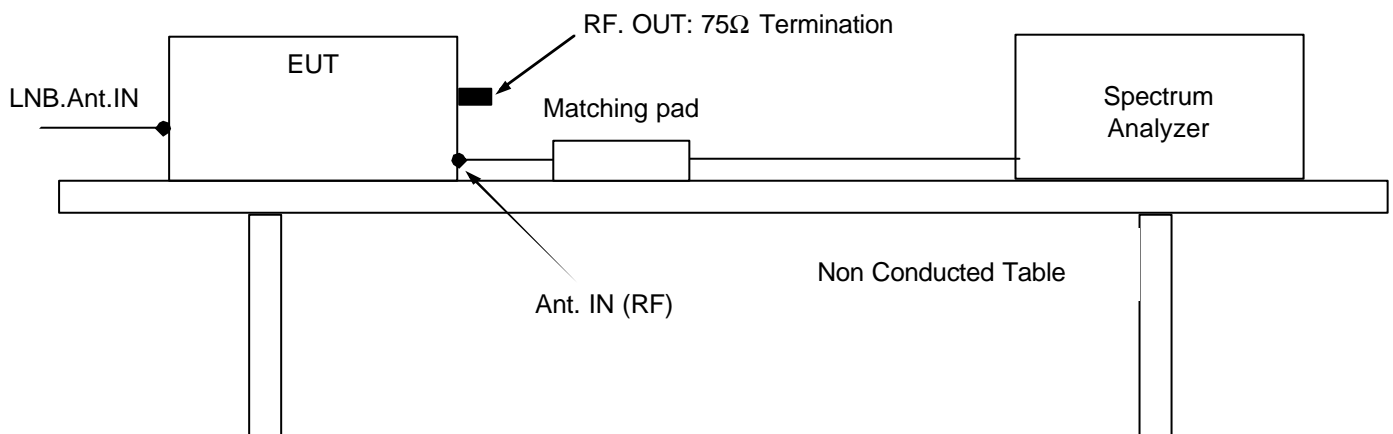 RF. OUT: 75Ω Termination
EUT
LNB.Ant.IN
Matching pad
Spectrum
Analyzer
Non Conducted Table
Ant. IN (RF)